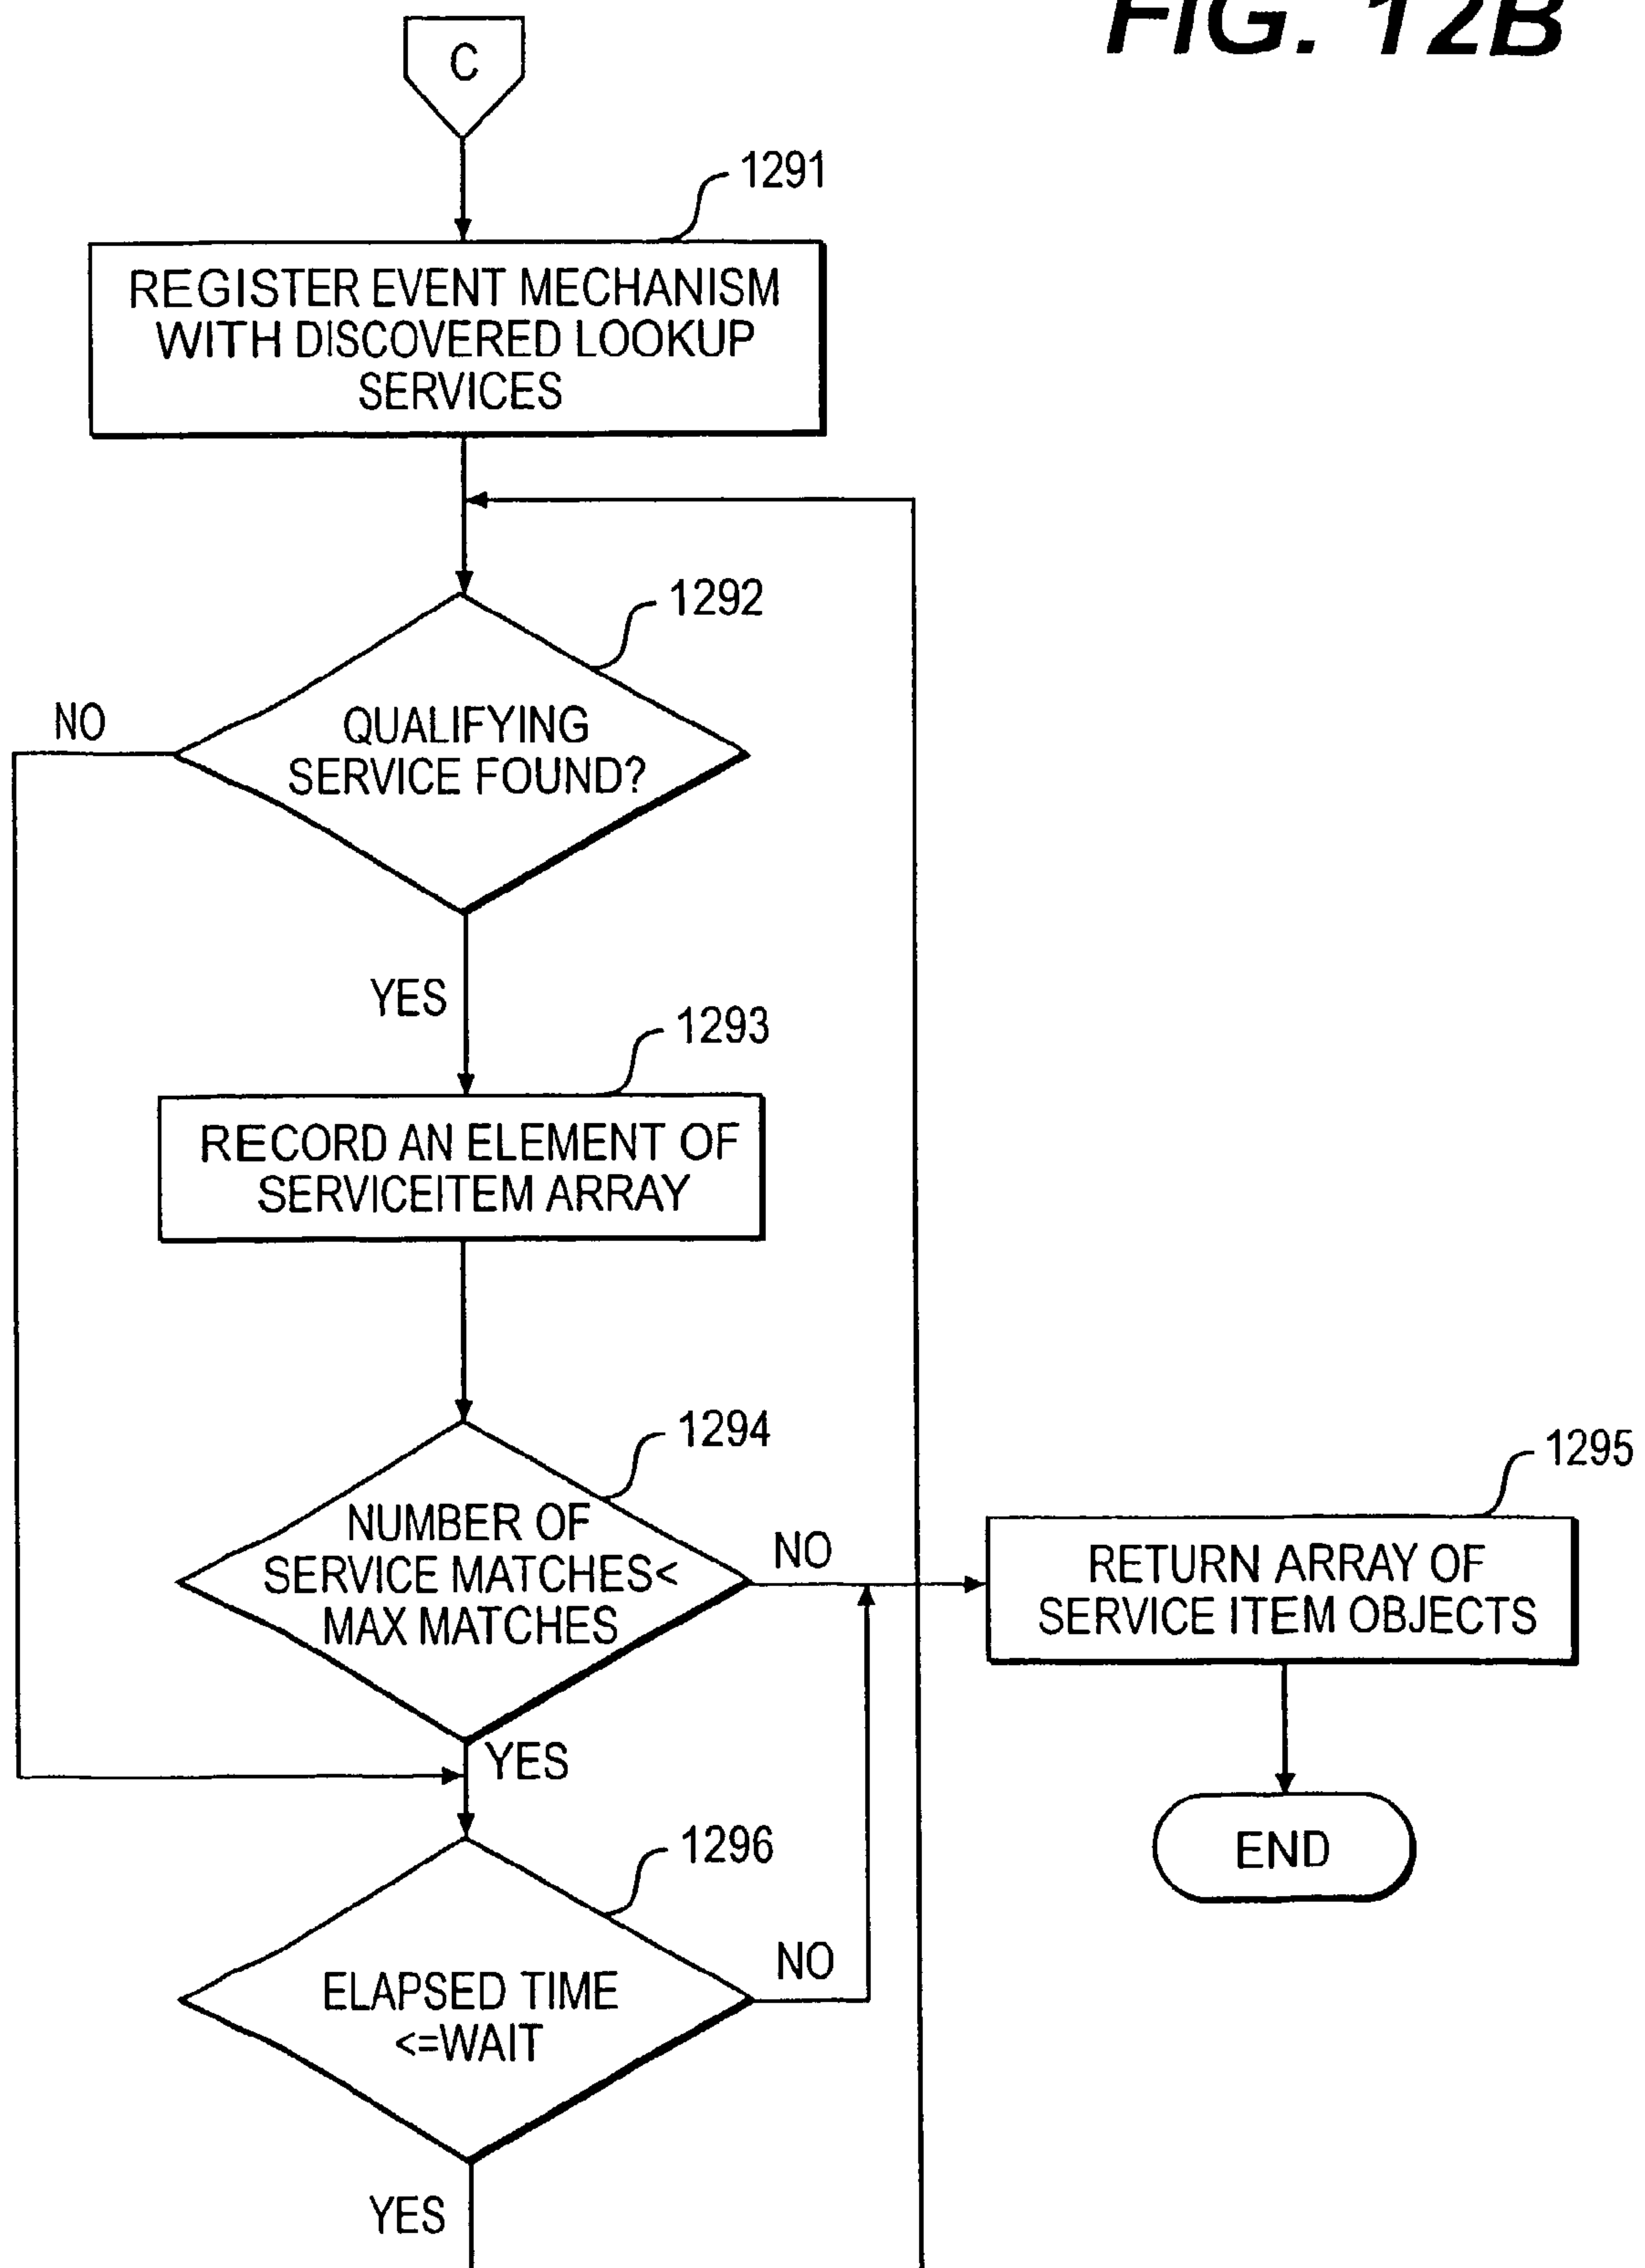 FIG. 12B
C
1291
REGISTER EVENT MECHANISM
WITH DISCOVERED LOOKUP
SERVICES
1292
NO
QUALIFYING
SERVICE FOUND?
YES
1293
RECORD AN ELEMENT OF
SERVICEITEM ARRAY
1294
NUMBER OF
SERVICE MATCHES<
MAX MATCHES
NO
1295
RETURN ARRAY OF
SERVICE ITEM OBJECTS
YES
END
1296
ELAPSED TIME
<=WAIT
NO
YES